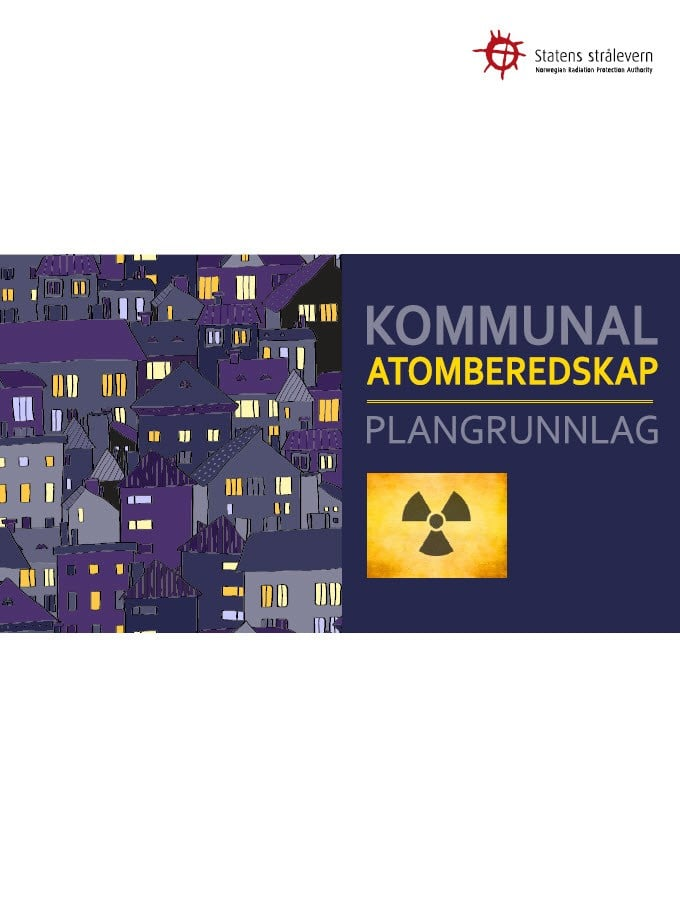 Statens strålevern
Norwegian Radiation Protection Authority
KOMMUNAL
ATOMBEREDSKAP
PLANGRUNNLAG